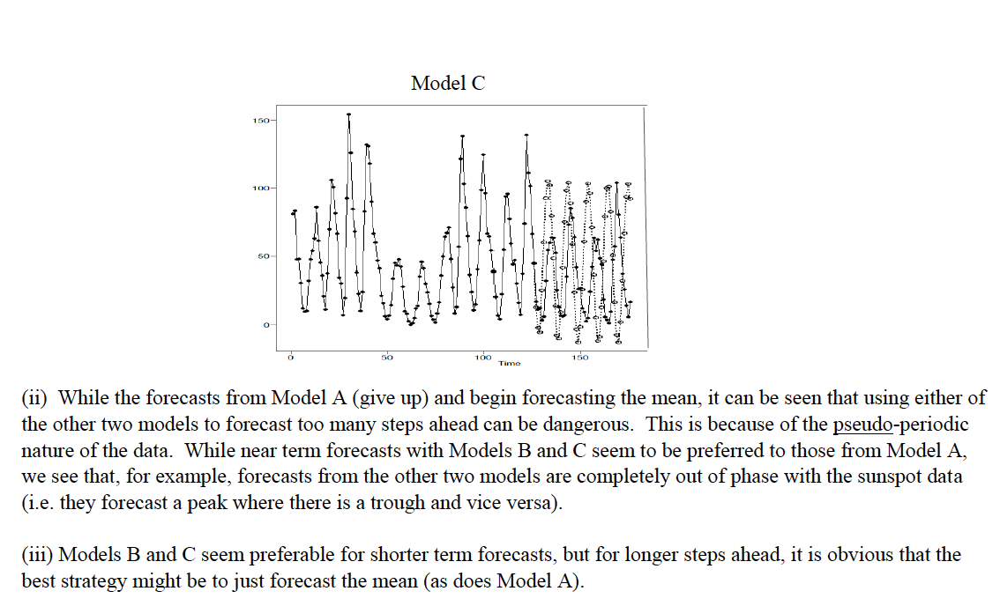 Model C
150
100
50
0
0 50 100 150
Time
(ii) While the forecasts from Model A (give up) and begin forecasting the mean, it can be seen that using either of
the other two models to forecast too many steps ahead can be dangerous. This is because of the pseudo-periodic
nature of the data. While near term forecasts with Models B and C seem to be preferred to those from Model A,
we see that, for example, forecasts from the other two models are completely out of phase with the sunspot data
(i.e. they forecast a peak where there is a trough and vice versa).
(iii) Models B and C seem preferable for shorter term forecasts, but for longer steps ahead, it is obvious that the
best strategy might be to just forecast the mean (as does Model A).